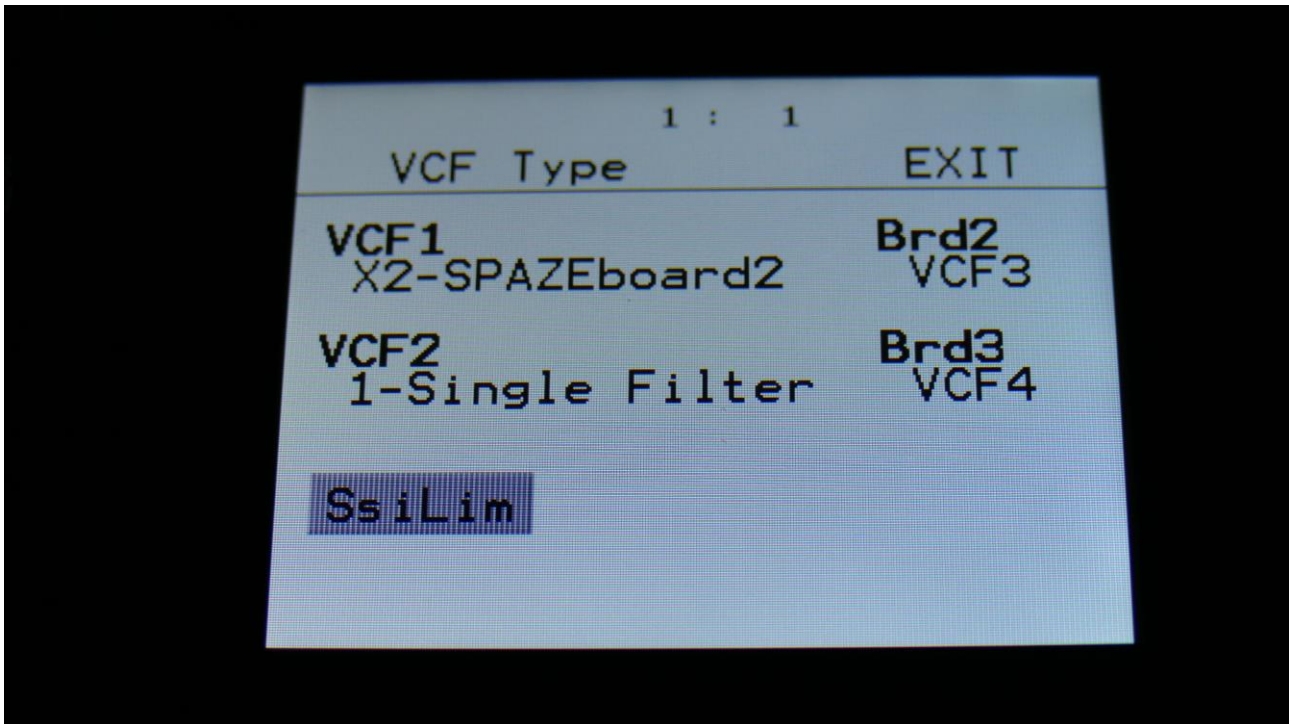 1 : 1
VCF Type EXIT
VCF1 Brd2
X2-SPAZEboard2 VCF3
VCF2 Brd3
1-Single Filter VCF4
SsiLim